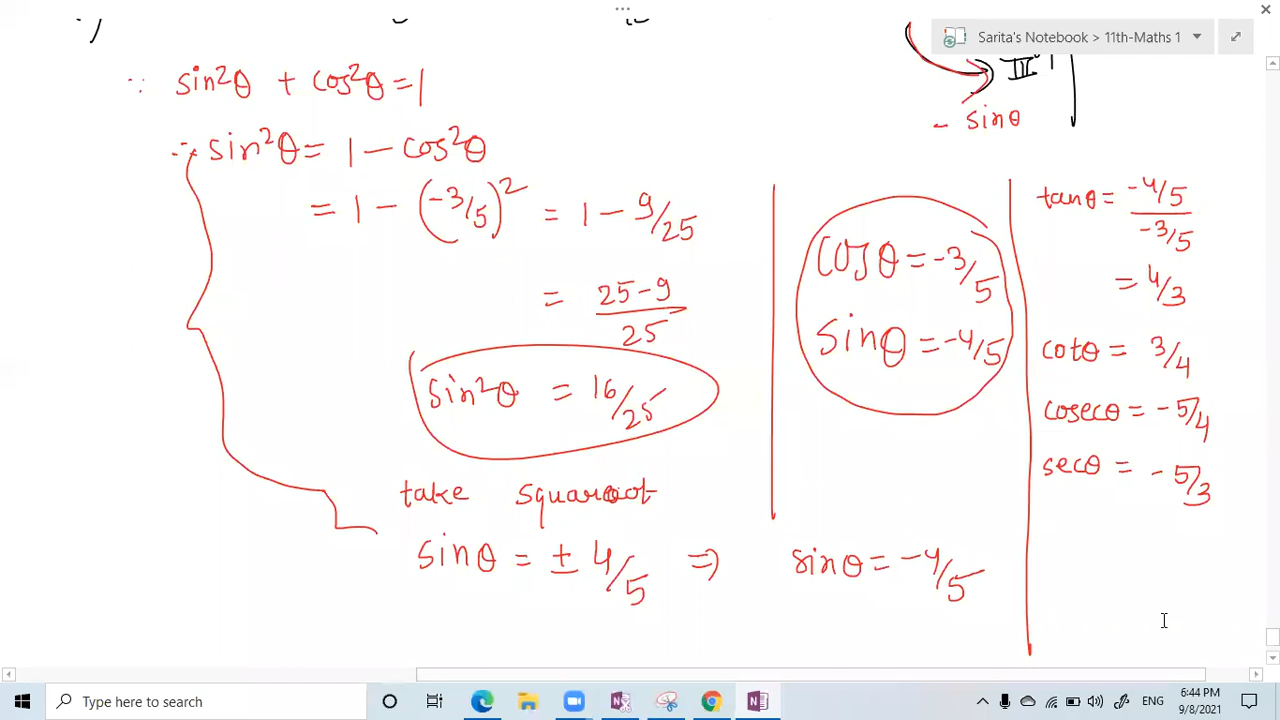 Sarita's Notebook > 11th-Maths 1
∵ sin²θ + cos²θ = 1
∴ sin²θ = 1 - cos²θ
= 1 - (-3/5)² = 1 - 9/25
= 25-9/25
sin²θ = 16/25
take squareroot
sinθ = ± 4/5 ⇒ sinθ = -4/5
III
- sinθ
cosθ = -3/5
sinθ = -4/5
tanθ = -4/5 / -3/5
= 4/3
cotθ = 3/4
cosecθ = -5/4
secθ = -5/3
Type here to search
ENG
6:44 PM
9/8/2021